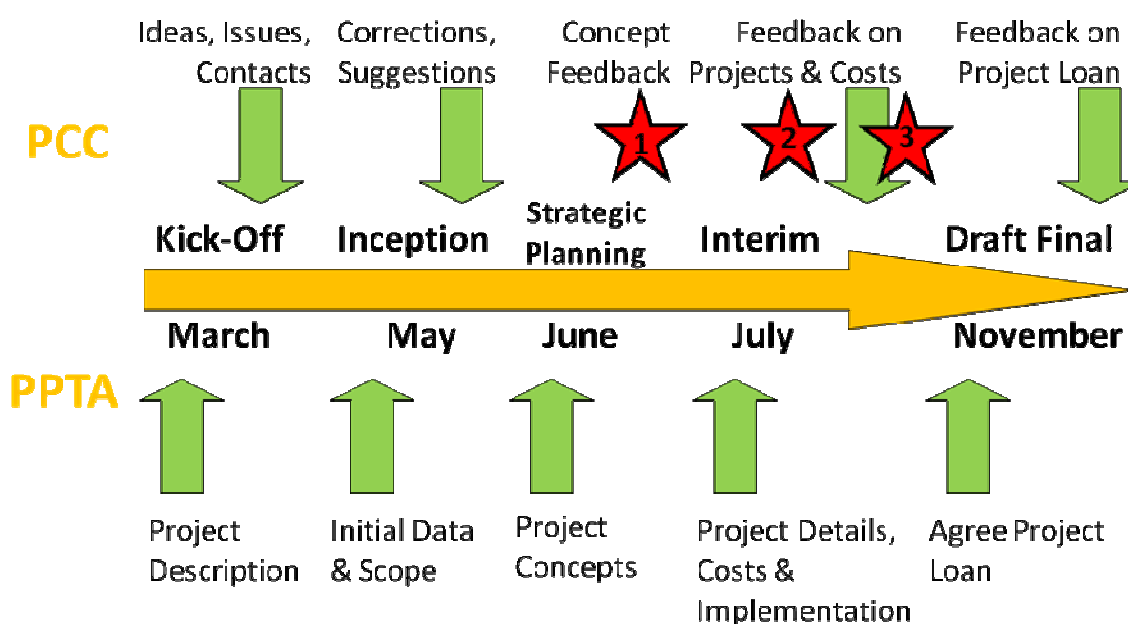 Ideas, Issues,
Contacts
Corrections,
Suggestions
Concept
Feedback
Feedback on
Projects & Costs
Feedback on
Project Loan
PCC
1
2
3
Kick-Off
Inception
Strategic
Planning
Interim
Draft Final
March
May
June
July
November
PPTA
Project
Description
Initial Data
& Scope
Project
Concepts
Project Details,
Costs &
Implementation
Agree Project
Loan